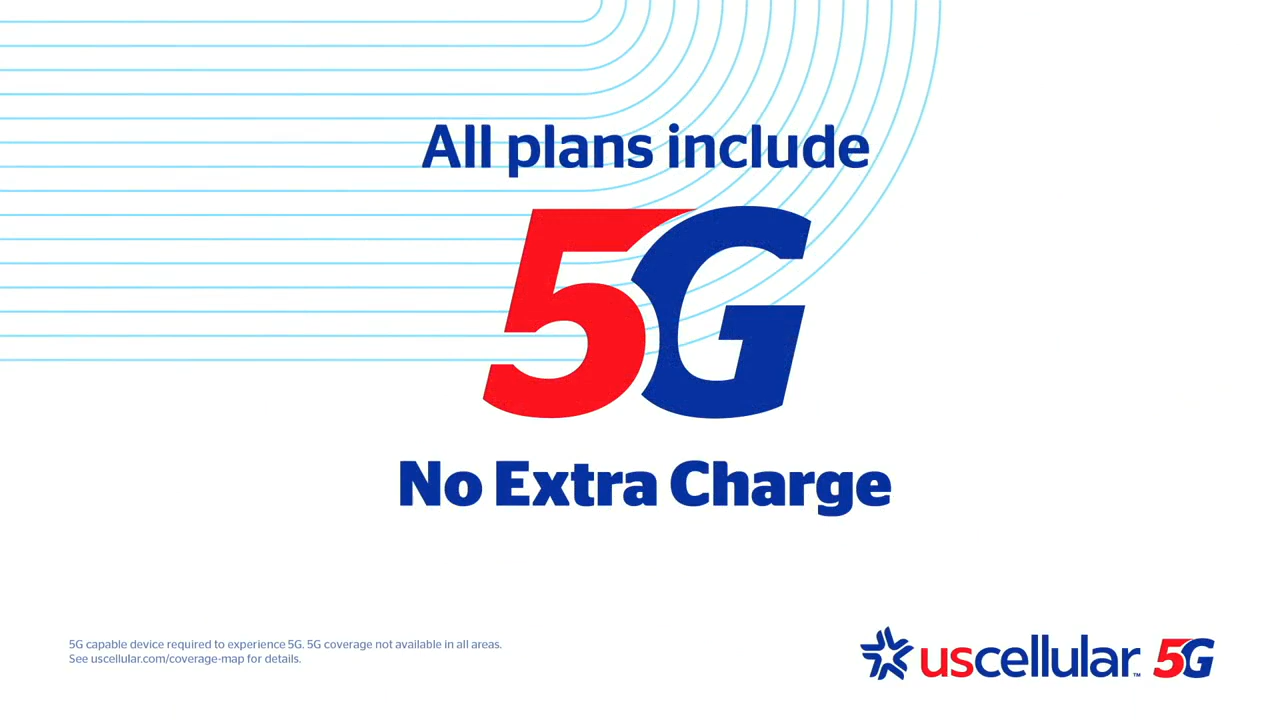 All plans include
5G
No Extra Charge
5G capable device required to experience 5G. 5G coverage not available in all areas.
See uscellular.com/coverage-map for details.
uscellular™ 5G